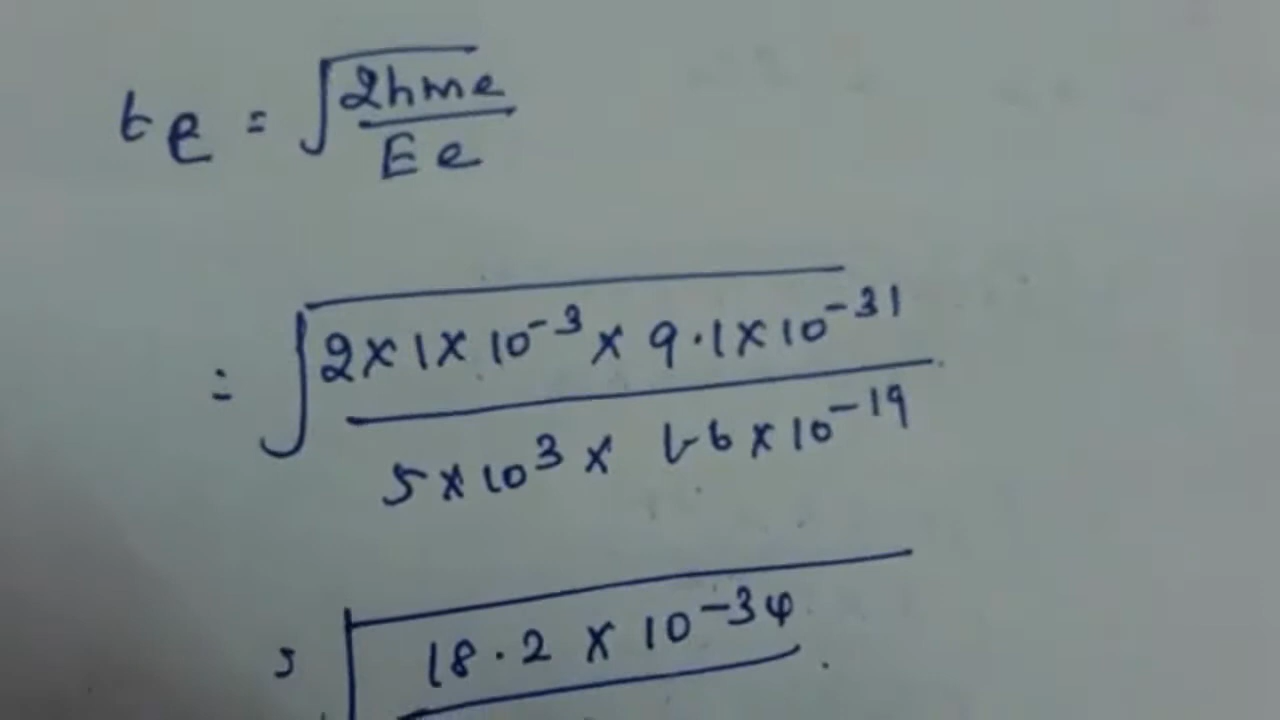 te = √(2hme / Ee)
= √(2 × 1 × 10⁻³ × 9.1 × 10⁻³¹ / 5 × 10³ × 1.6 × 10⁻¹⁹)
= √(18.2 × 10⁻³⁴